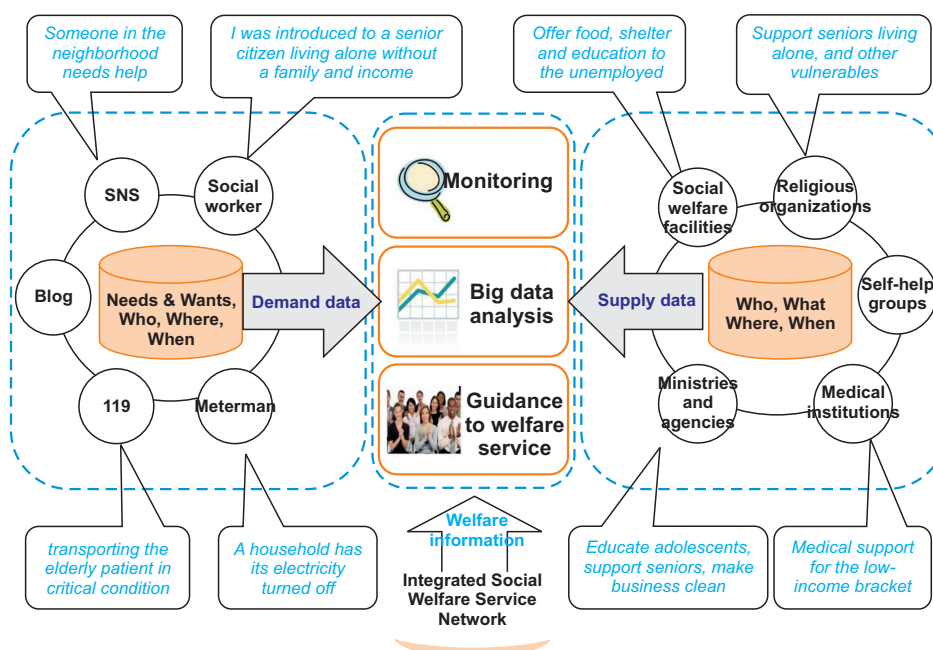 Someone in the
neighborhood
needs help
I was introduced to a senior
citizen living alone without
a family and income
Offer food, shelter
and education to
the unemployed
Support seniors living
alone, and other
vulnerables
SNS
Social
worker
Blog
Needs & Wants,
Who, Where,
When
119
Meterman
Demand data
Monitoring
Big data
analysis
Guidance
to welfare
service
Supply data
Social
welfare
facilities
Religious
organizations
Self-help
groups
Who, What
Where, When
Ministries
and
agencies
Medical
institutions
transporting the
elderly patient in
critical condition
A household has
its electricity
turned off
Welfare
information
Integrated Social
Welfare Service
Network
Educate adolescents,
support seniors, make
business clean
Medical support
for the low-
income bracket